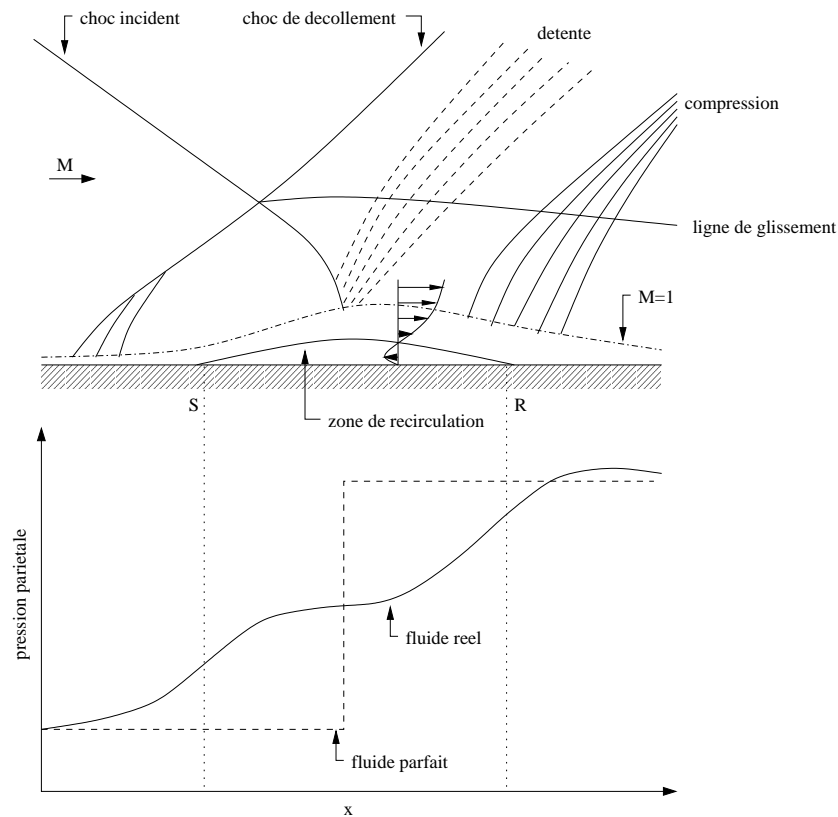 choc incident
choc de decollement
detente
compression
M
ligne de glissement
M=1
S
R
zone de recirculation
pression parietale
fluide reel
fluide parfait
x